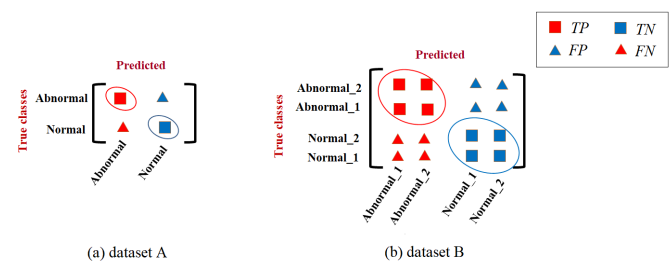 TP TN
FP FN
Predicted
True classes
Abnormal
Normal
Abnormal
Normal
(a) dataset A
Predicted
True classes
Abnormal_2
Abnormal_1
Normal_2
Normal_1
Abnormal_1
Abnormal_2
Normal_1
Normal_2
(b) dataset B